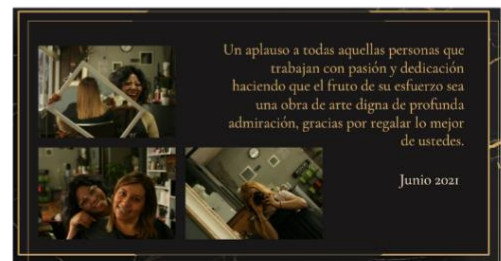 Un aplauso a todas aquellas personas que
trabajan con pasión y dedicación
haciendo que el fruto de su esfuerzo sea
una obra de arte digna de profunda
admiración, gracias por regalar lo mejor
de ustedes.
Junio 2021